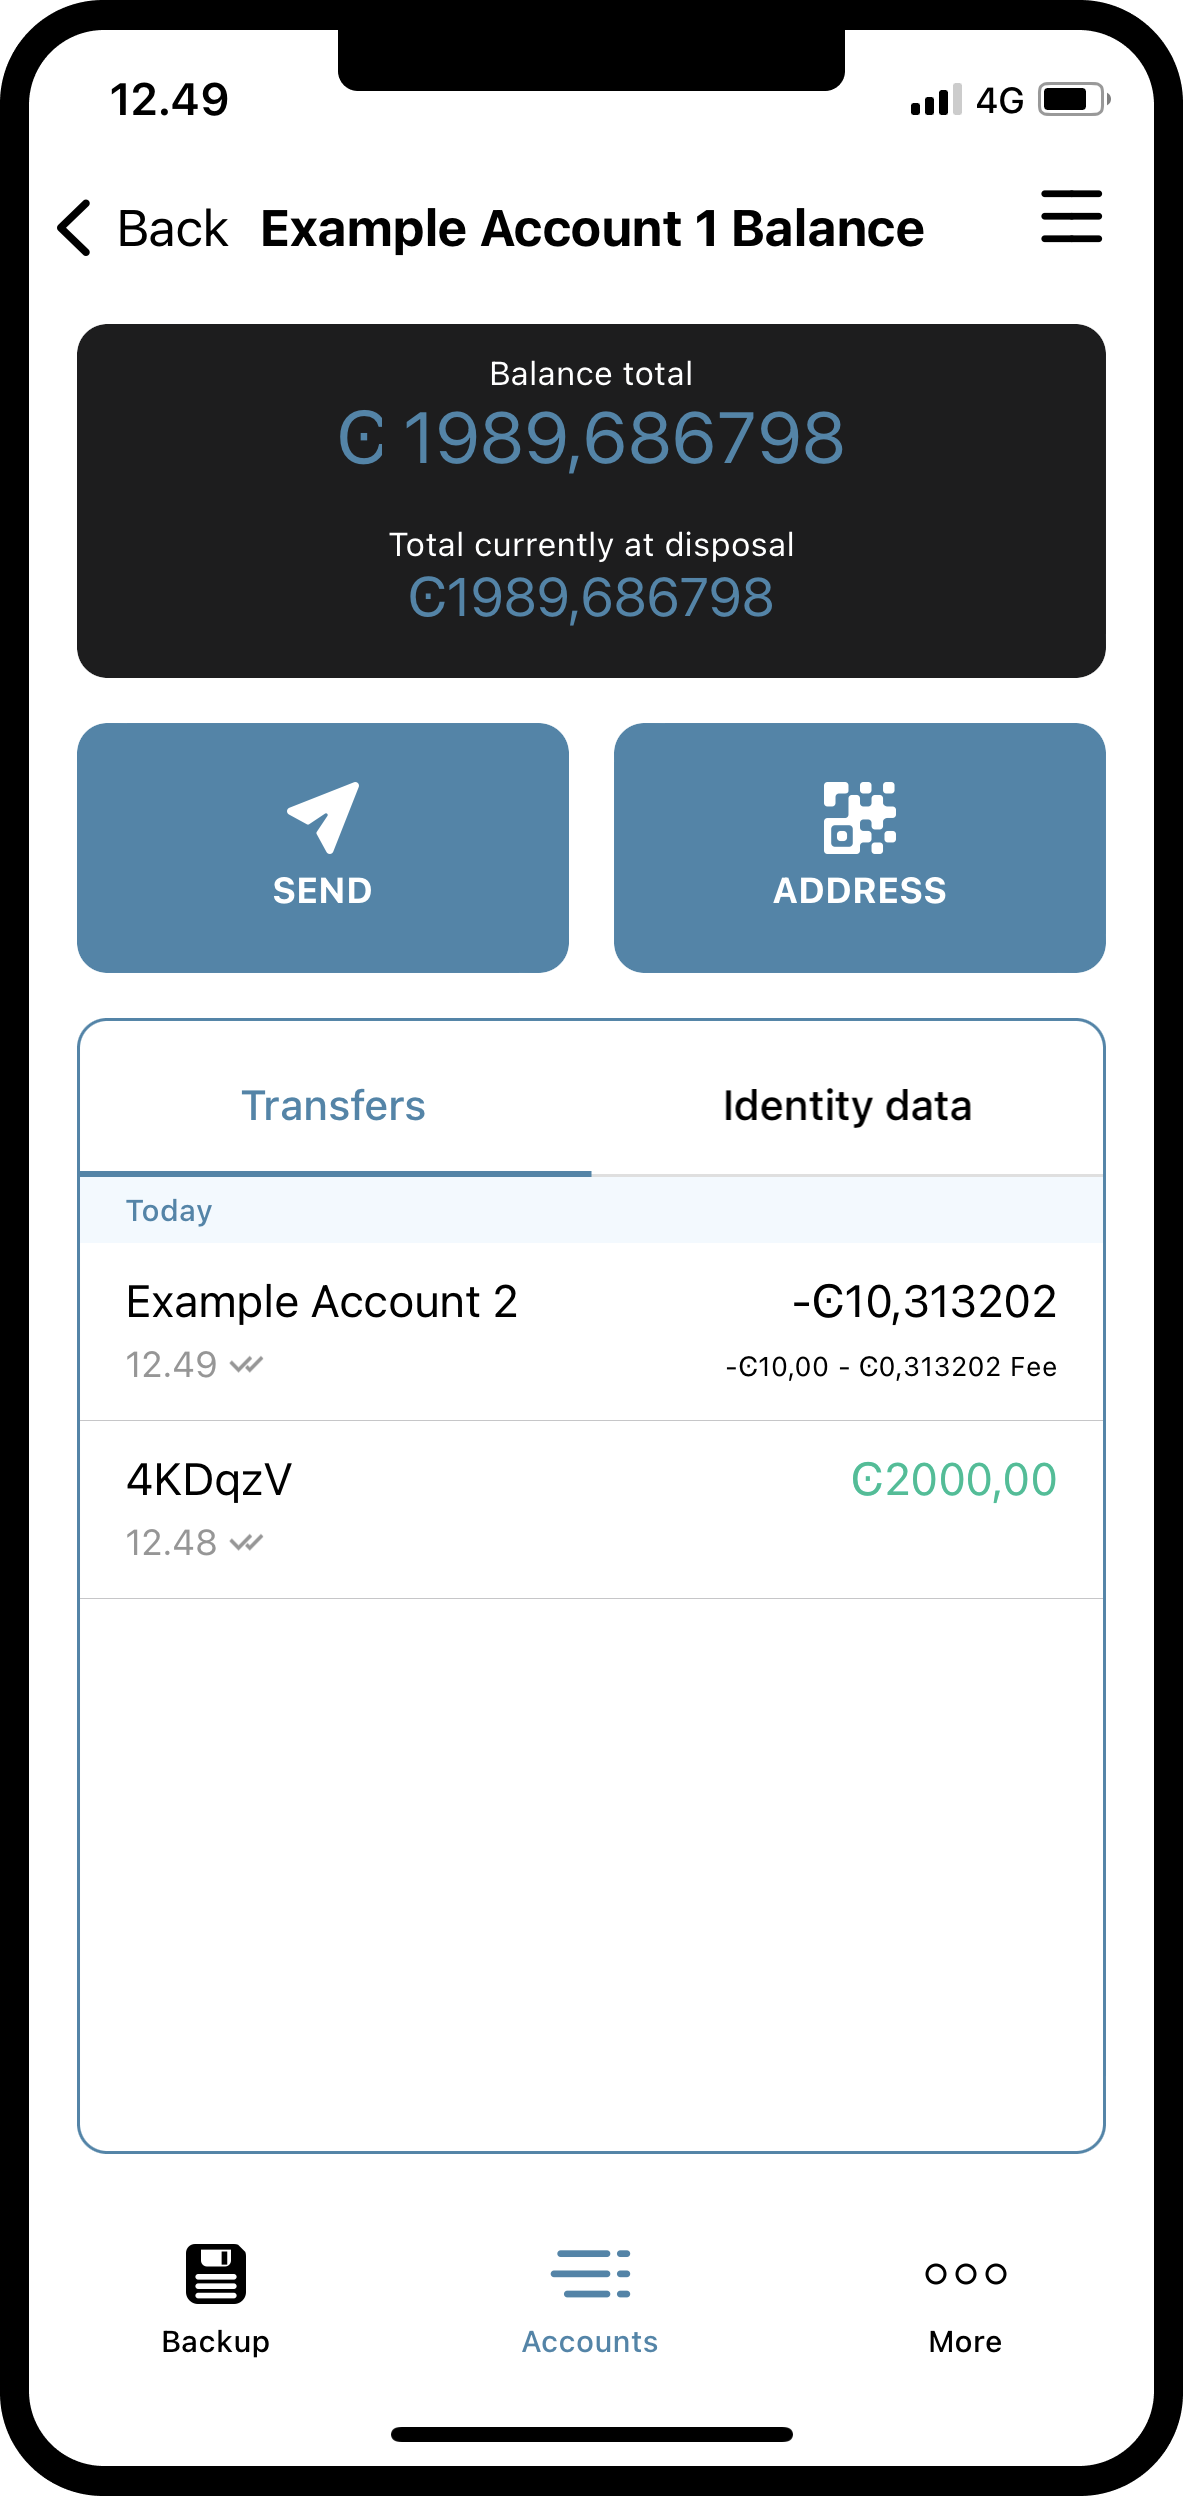 12.49
4G
Back
Example Account 1 Balance
Balance total
Ͼ 1989,686798
Total currently at disposal
Ͼ1989,686798
SEND
ADDRESS
Transfers
Identity data
Today
Example Account 2
-Ͼ10,313202
12.49
-Ͼ10,00 - Ͼ0,313202 Fee
4KDqzV
Ͼ2000,00
12.48
Backup
Accounts
More